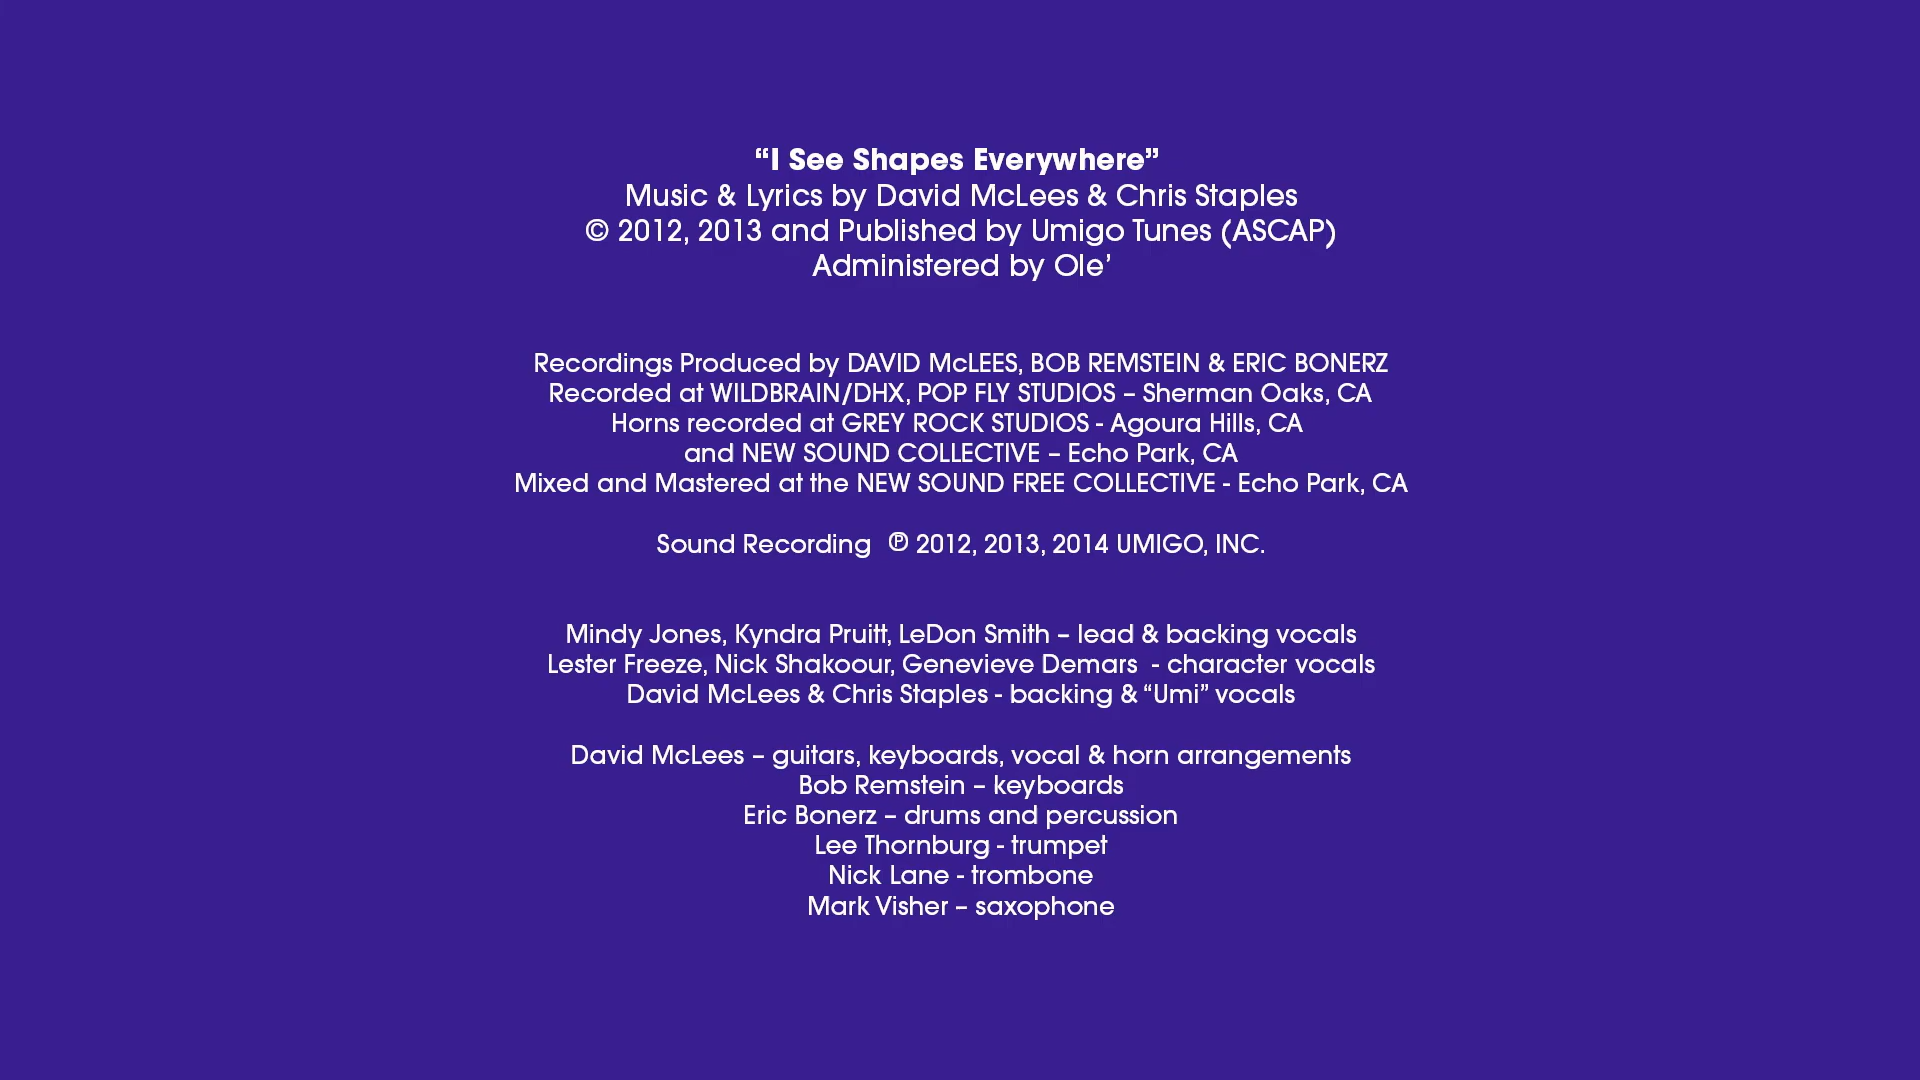 “I See Shapes Everywhere”
Music & Lyrics by David McLees & Chris Staples
© 2012, 2013 and Published by Umigo Tunes (ASCAP)
Administered by Ole’
Recordings Produced by DAVID McLEES, BOB REMSTEIN & ERIC BONERZ
Recorded at WILDBRAIN/DHX, POP FLY STUDIOS – Sherman Oaks, CA
Horns recorded at GREY ROCK STUDIOS - Agoura Hills, CA
and NEW SOUND COLLECTIVE – Echo Park, CA
Mixed and Mastered at the NEW SOUND FREE COLLECTIVE - Echo Park, CA
Sound Recording ℗ 2012, 2013, 2014 UMIGO, INC.
Mindy Jones, Kyndra Pruitt, LeDon Smith – lead & backing vocals
Lester Freeze, Nick Shakoour, Genevieve Demars - character vocals
David McLees & Chris Staples - backing & “Umi” vocals
David McLees – guitars, keyboards, vocal & horn arrangements
Bob Remstein – keyboards
Eric Bonerz – drums and percussion
Lee Thornburg - trumpet
Nick Lane - trombone
Mark Visher – saxophone